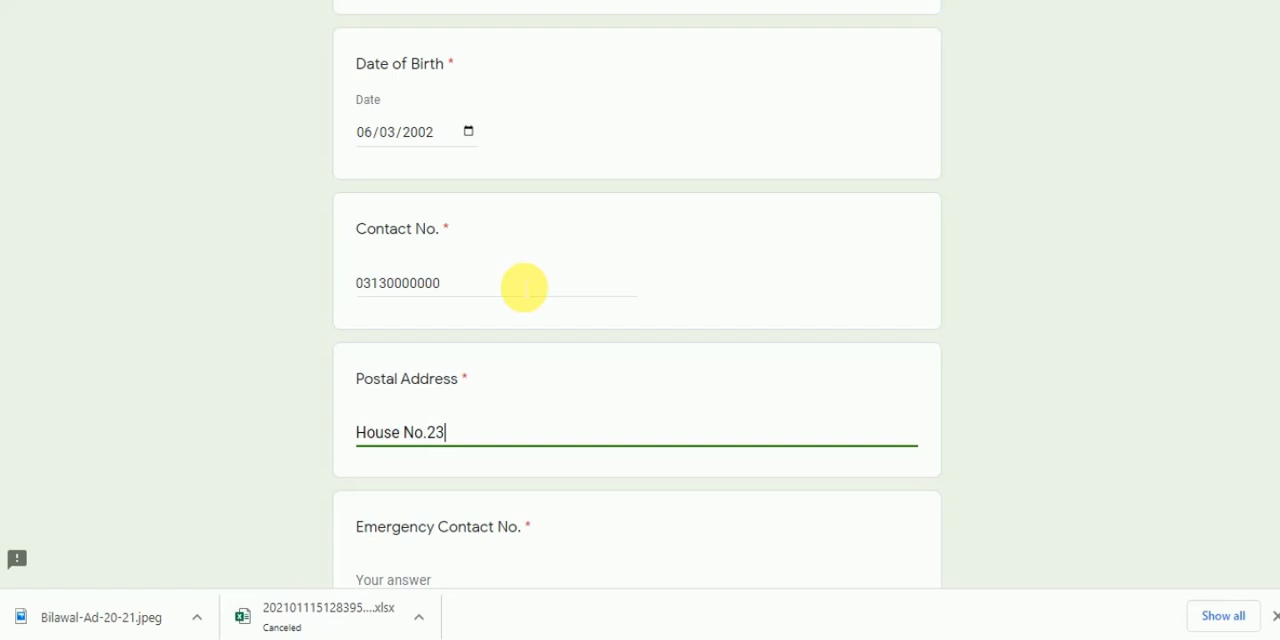 Date of Birth *
Date
06/03/2002
Contact No. *
03130000000
Postal Address *
House No.23
Emergency Contact No. *
Your answer
Bilawal-Ad-20-21.jpeg
202101115128395....xlsx
Canceled
Show all